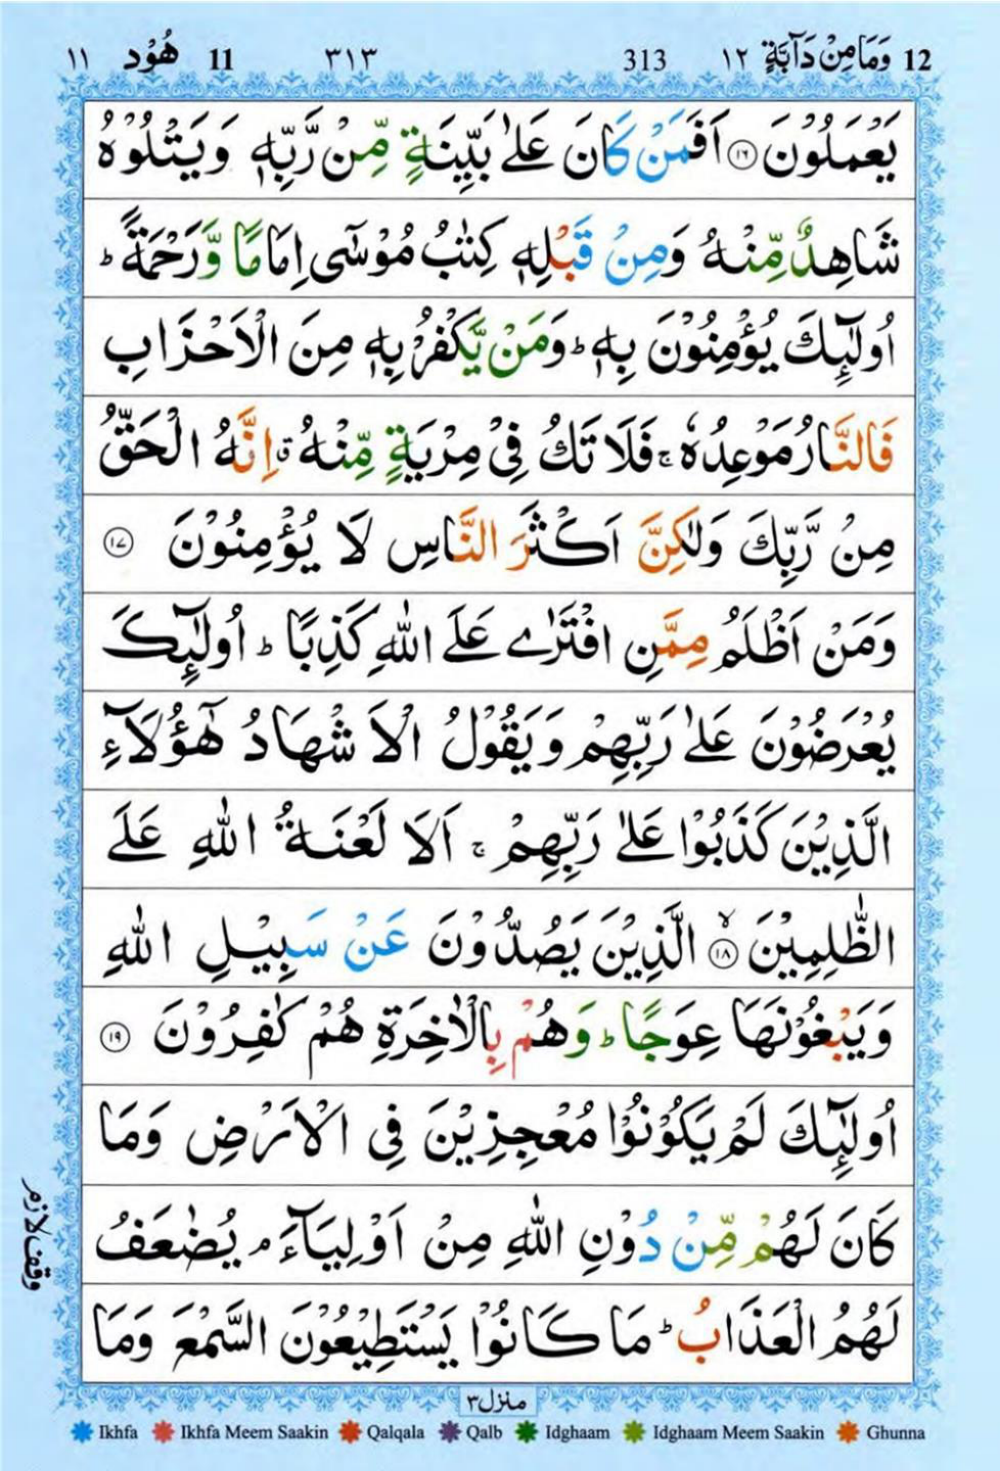 12 وَمَا مِنْ دَآبَّةٍ ١٢ 313 ٣١٣ 11 هُوْد ١١
يَعْمَلُوْنَ ﴿١٦﴾ اَفَمَنْ كَانَ عَلٰى بَيِّنَةٍ مِّنْ رَّبِّهٖ وَيَتْلُوْهُ
شَاهِدٌ مِّنْهُ وَمِنْ قَبْلِهٖ كِتٰبُ مُوْسٰٓى اِمَامًا وَّرَحْمَةً ؕ
اُولٰٓئِكَ يُؤْمِنُوْنَ بِهٖ ؕ وَمَنْ يَّكْفُرْ بِهٖ مِنَ الْاَحْزَابِ
فَالنَّارُ مَوْعِدُهٗ ۚ فَلَا تَكُ فِيْ مِرْيَةٍ مِّنْهُ ۗ اِنَّهُ الْحَقُّ
مِنْ رَّبِّكَ وَلٰكِنَّ اَكْثَرَ النَّاسِ لَا يُؤْمِنُوْنَ ﴿١٧﴾
وَمَنْ اَظْلَمُ مِمَّنِ افْتَرٰى عَلَى اللّٰهِ كَذِبًا ؕ اُولٰٓئِكَ
يُعْرَضُوْنَ عَلٰى رَبِّهِمْ وَيَقُوْلُ الْاَشْهَادُ هٰٓؤُلَآءِ
الَّذِيْنَ كَذَبُوْا عَلٰى رَبِّهِمْ ۚ اَلَا لَعْنَةُ اللّٰهِ عَلَى
الظّٰلِمِيْنَ ﴿١٨﴾ۙ الَّذِيْنَ يَصُدُّوْنَ عَنْ سَبِيْلِ اللّٰهِ
وَيَبْغُوْنَهَا عِوَجًا ؕ وَهُمْ بِالْاٰخِرَةِ هُمْ كٰفِرُوْنَ ﴿١٩﴾
اُولٰٓئِكَ لَمْ يَكُوْنُوْا مُعْجِزِيْنَ فِي الْاَرْضِ وَمَا
كَانَ لَهُمْ مِّنْ دُوْنِ اللّٰهِ مِنْ اَوْلِيَآءَ ۘ يُضٰعَفُ
وقف لازم
لَهُمُ الْعَذَابُ ؕ مَا كَانُوْا يَسْتَطِيْعُوْنَ السَّمْعَ وَمَا
منزل ٣
Ikhfa Ikhfa Meem Saakin Qalqala Qalb Idghaam Idghaam Meem Saakin Ghunna